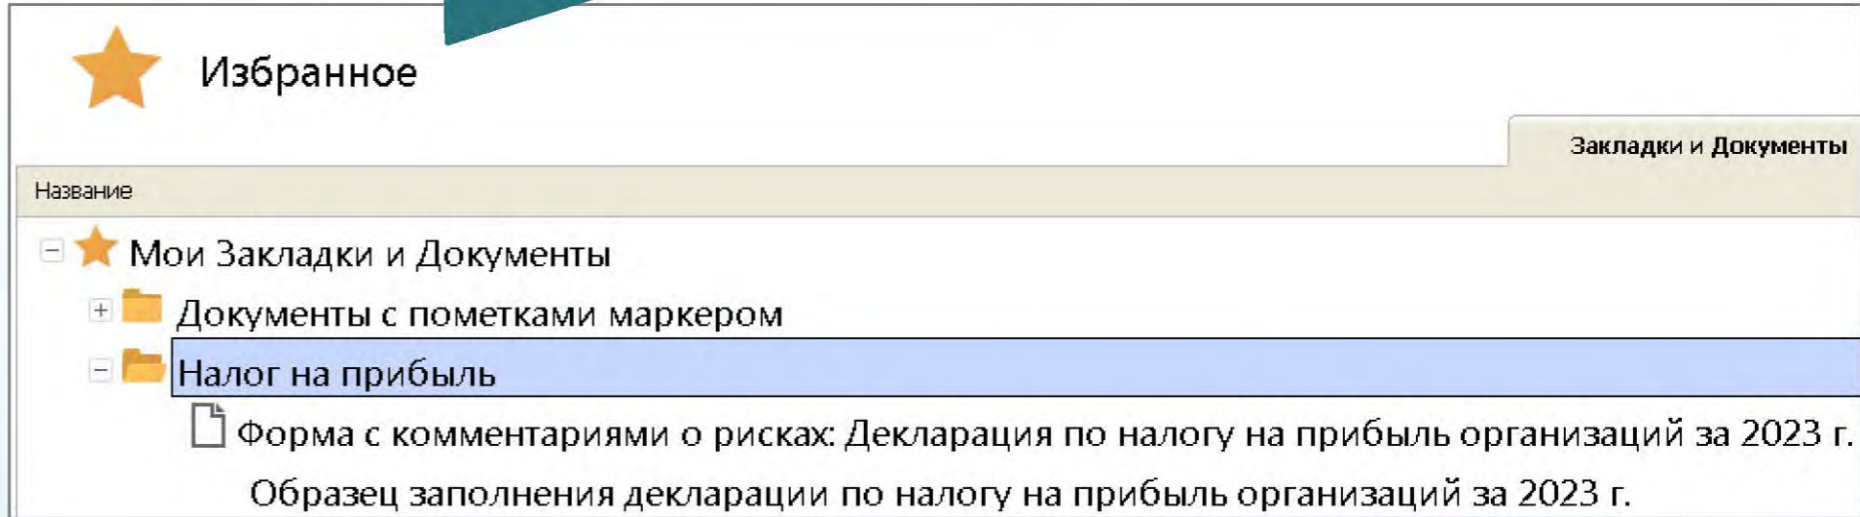 Избранное
Закладки и Документы
Название
Мои Закладки и Документы
Документы с пометками маркером
Налог на прибыль
Форма с комментариями о рисках: Декларация по налогу на прибыль организаций за 2023 г.
Образец заполнения декларации по налогу на прибыль организаций за 2023 г.